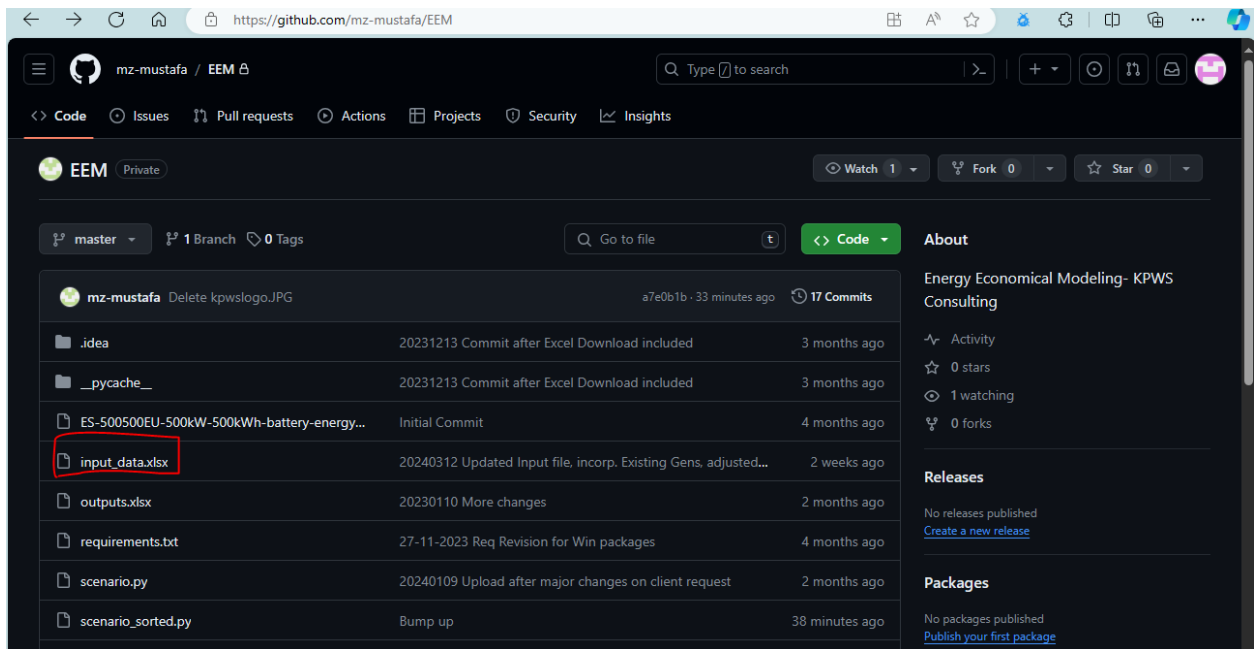 https://github.com/mz-mustafa/EEM
mz-mustafa / EEM
Type / to search
Code Issues Pull requests Actions Projects Security Insights
EEM Private
Watch 1 Fork 0 Star 0
master 1 Branch 0 Tags Go to file t Code
mz-mustafa Delete kpwslogo.JPG a7e0b1b · 33 minutes ago 17 Commits
.idea 20231213 Commit after Excel Download included 3 months ago
__pycache__ 20231213 Commit after Excel Download included 3 months ago
ES-500500EU-500kW-500kWh-battery-energy... Initial Commit 4 months ago
input_data.xlsx 20240312 Updated Input file, incorp. Existing Gens, adjusted... 2 weeks ago
outputs.xlsx 20230110 More changes 2 months ago
requirements.txt 27-11-2023 Req Revision for Win packages 4 months ago
scenario.py 20240109 Upload after major changes on client request 2 months ago
scenario_sorted.py Bump up 38 minutes ago
About
Energy Economical Modeling- KPWS
Consulting
Activity
0 stars
1 watching
0 forks
Releases
No releases published
Create a new release
Packages
No packages published
Publish your first package